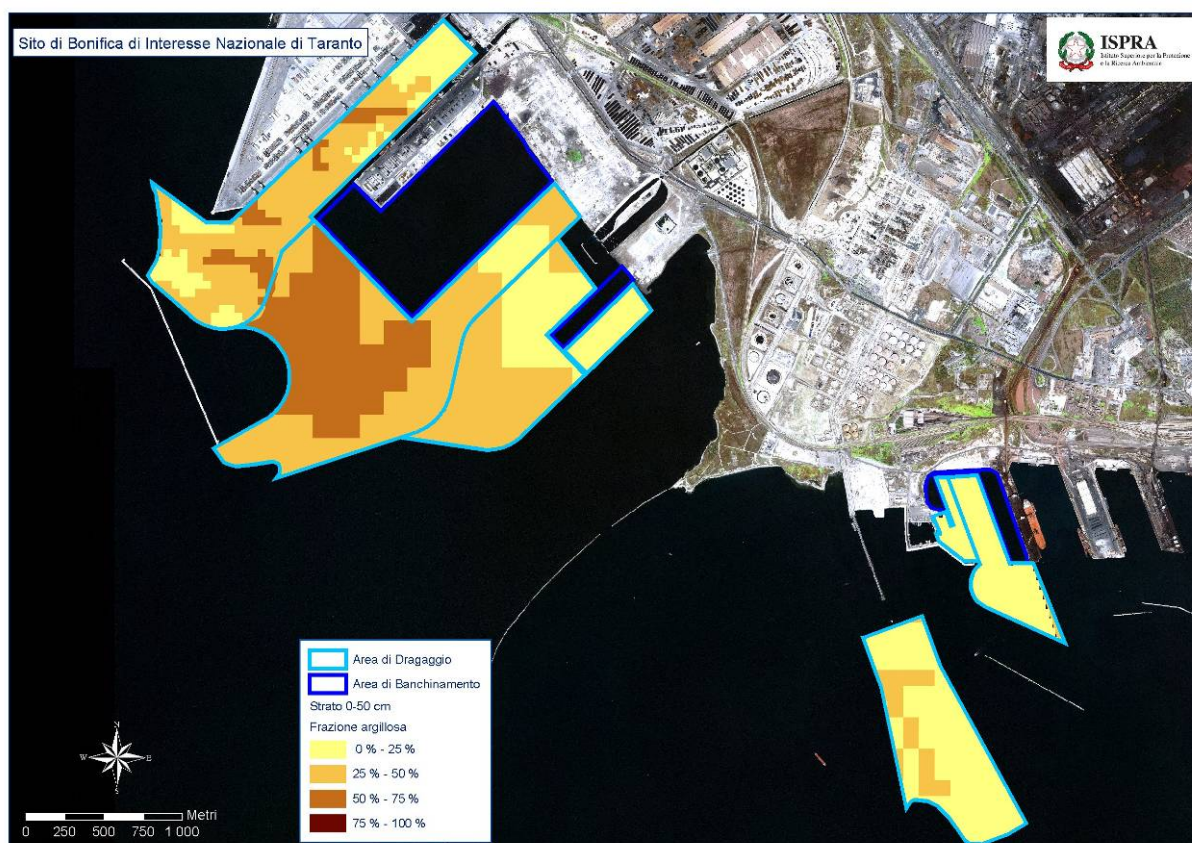 Sito di Bonifica di Interesse Nazionale di Taranto
ISPRA
Istituto Superiore per la Protezione
e la Ricerca Ambientale
Area di Dragaggio
Area di Banchinamento
Strato 0-50 cm
Frazione argillosa
0 % - 25 %
25 % - 50 %
50 % - 75 %
75 % - 100 %
N
W
E
S
Metri
0 250 500 750 1 000